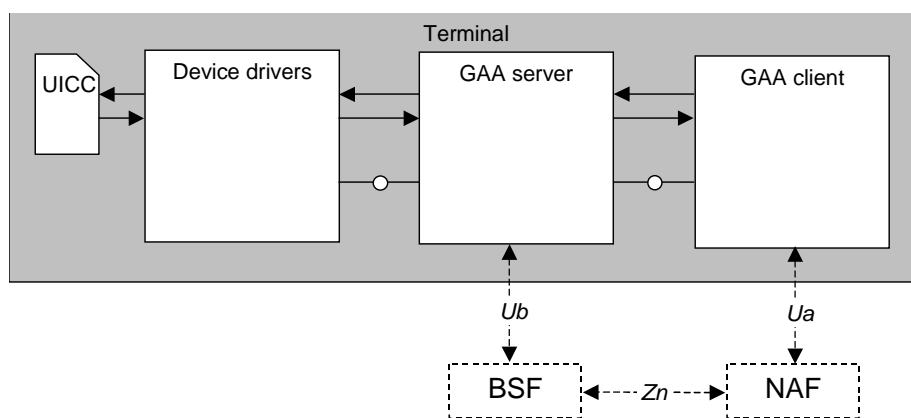 Terminal
UICC
Device drivers
GAA server
GAA client
Ub
Ua
BSF
Zn
NAF